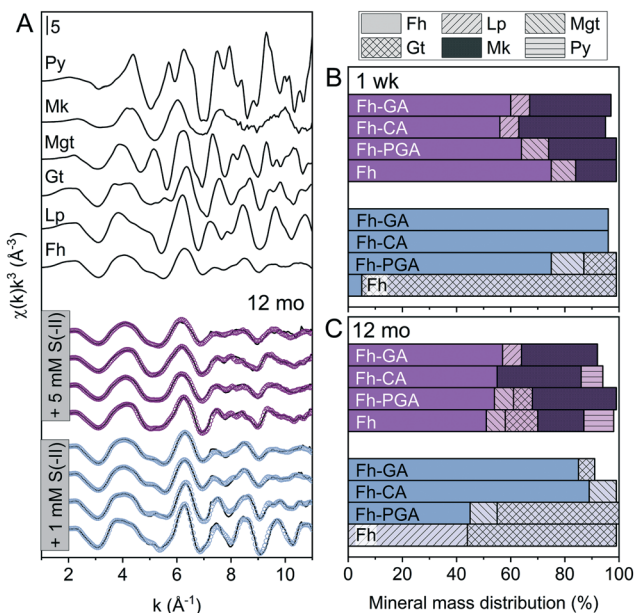 A
5
Py
Mk
Mgt
Gt
Lp
Fh
12 mo
+ 5 mM S(-II)
+ 1 mM S(-II)
χ(k)k³ (Å⁻³)
2 4 6 8 10
k (Å⁻¹)
Fh Lp Mgt
Gt Mk Py
B
1 wk
Fh-GA
Fh-CA
Fh-PGA
Fh
Fh-GA
Fh-CA
Fh-PGA
Fh
C
12 mo
Fh-GA
Fh-CA
Fh-PGA
Fh
Fh-GA
Fh-CA
Fh-PGA
Fh
0 20 40 60 80 100
Mineral mass distribution (%)